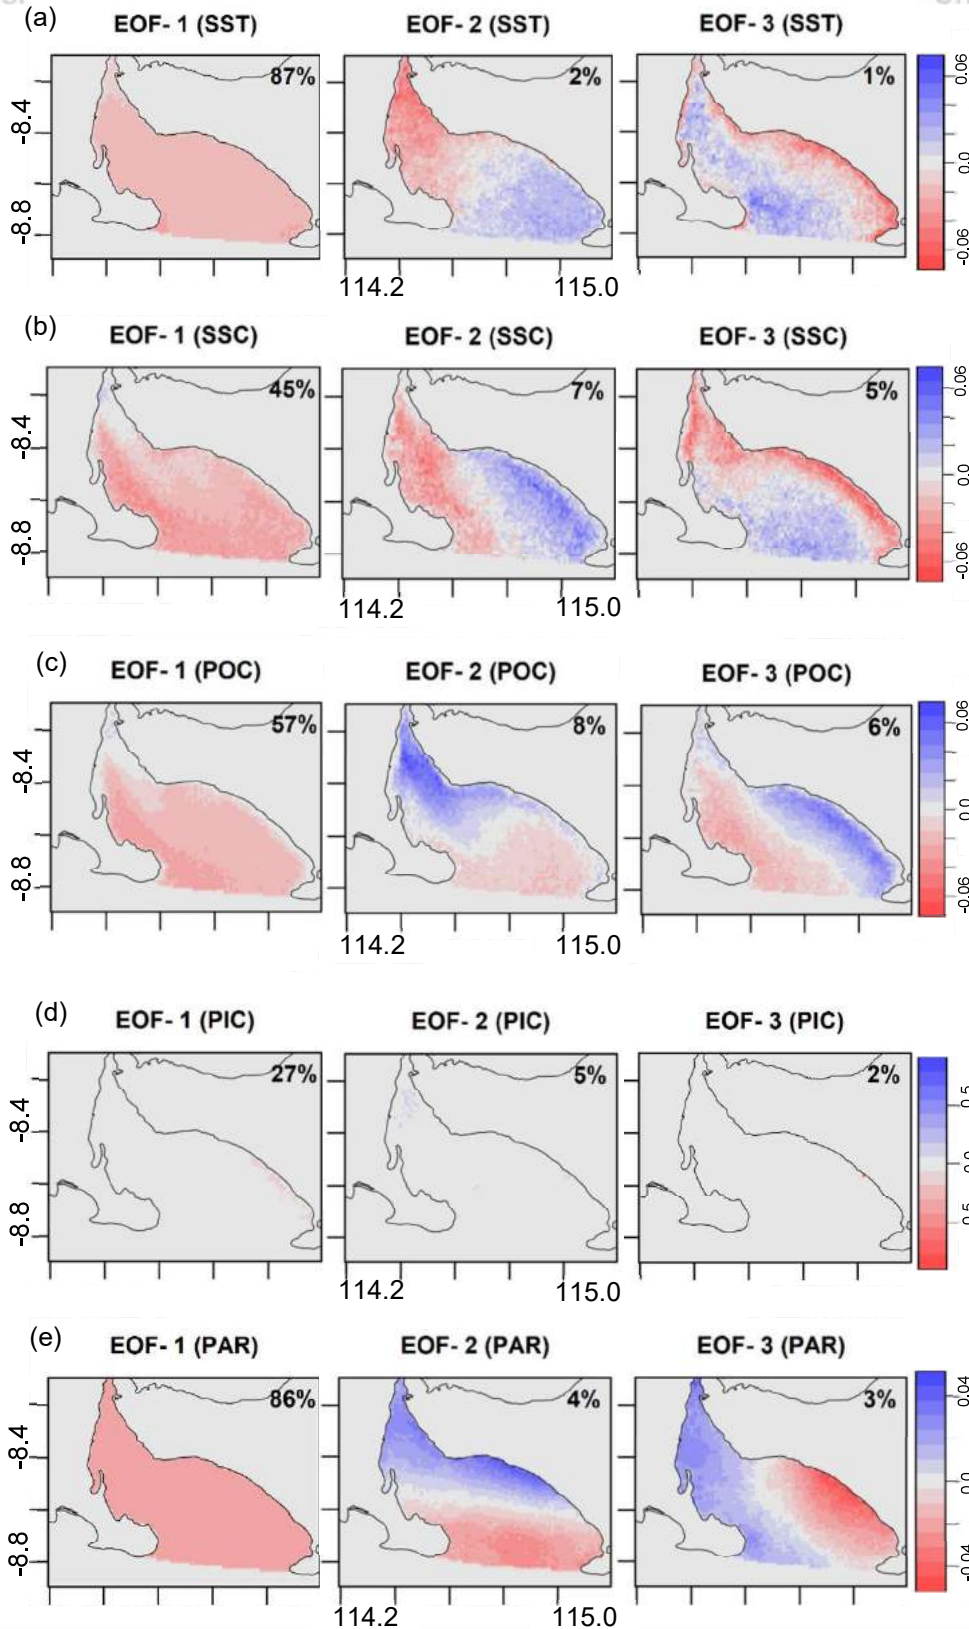 (a)
EOF- 1 (SST) EOF- 2 (SST) EOF- 3 (SST)
87% 2% 1%
-8.4
-8.8
0.06
0.0
-0.06
114.2 115.0
(b)
EOF- 1 (SSC) EOF- 2 (SSC) EOF- 3 (SSC)
45% 7% 5%
-8.4
-8.8
0.06
0.0
-0.06
114.2 115.0
(c)
EOF- 1 (POC) EOF- 2 (POC) EOF- 3 (POC)
57% 8% 6%
-8.4
-8.8
0.06
0.0
-0.06
114.2 115.0
(d)
EOF- 1 (PIC) EOF- 2 (PIC) EOF- 3 (PIC)
27% 5% 2%
-8.4
-8.8
114.2 115.0
(e)
EOF- 1 (PAR) EOF- 2 (PAR) EOF- 3 (PAR)
86% 4% 3%
-8.4
-8.8
0.04
0.0
-0.04
114.2 115.0